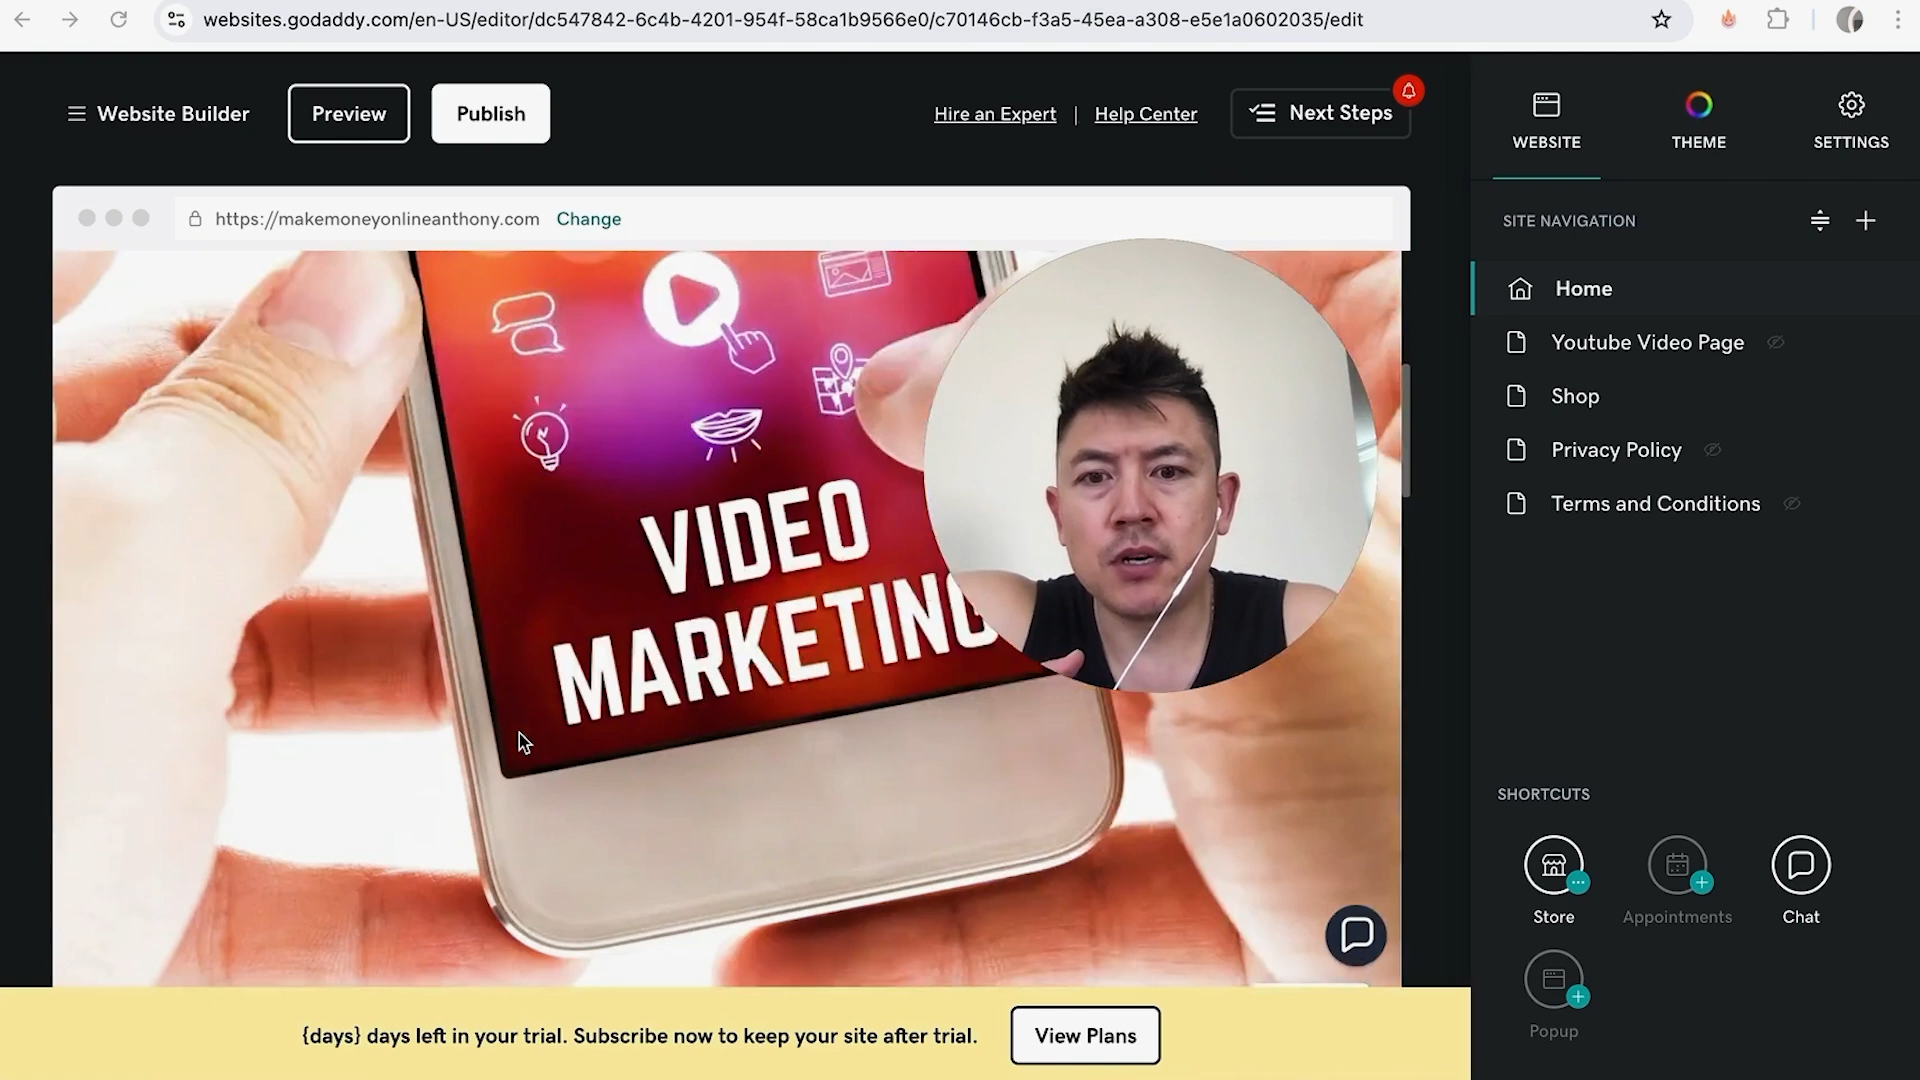 websites.godaddy.com/en-US/editor/dc547842-6c4b-4201-954f-58ca1b9566e0/c70146cb-f3a5-45ea-a308-e5e1a0602035/edit
Website Builder
Preview
Publish
Hire an Expert | Help Center
Next Steps
WEBSITE
THEME
SETTINGS
https://makemoneyonlineanthony.com Change
SITE NAVIGATION
Home
Youtube Video Page
Shop
Privacy Policy
Terms and Conditions
VIDEO
MARKETING
SHORTCUTS
Store
Appointments
Chat
Popup
{days} days left in your trial. Subscribe now to keep your site after trial.
View Plans